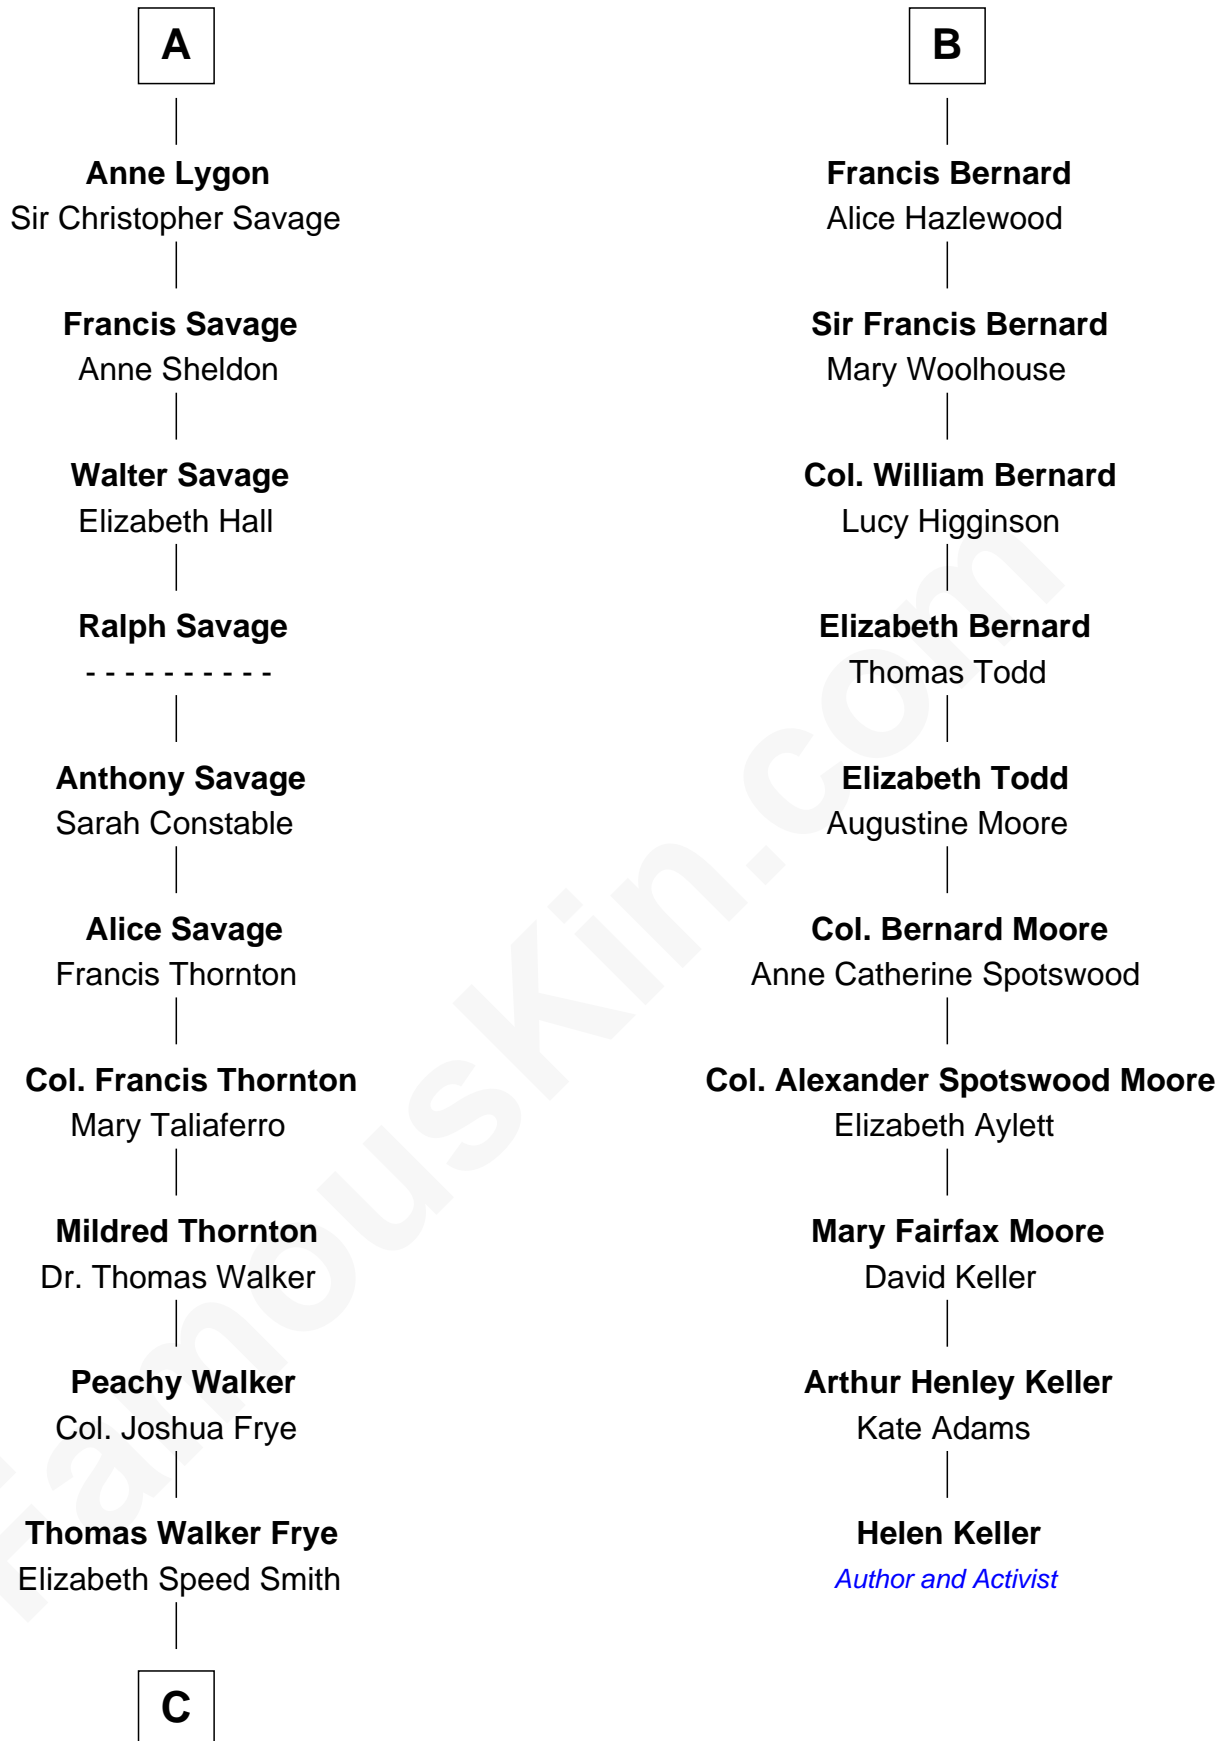 A
Anne Lygon
Sir Christopher Savage
Francis Savage
Anne Sheldon
Walter Savage
Elizabeth Hall
Ralph Savage
- - - - - - - - - -
Anthony Savage
Sarah Constable
Alice Savage
Francis Thornton
Col. Francis Thornton
Mary Taliaferro
Mildred Thornton
Dr. Thomas Walker
Peachy Walker
Col. Joshua Frye
Thomas Walker Frye
Elizabeth Speed Smith
C
B
Francis Bernard
Alice Hazlewood
Sir Francis Bernard
Mary Woolhouse
Col. William Bernard
Lucy Higginson
Elizabeth Bernard
Thomas Todd
Elizabeth Todd
Augustine Moore
Col. Bernard Moore
Anne Catherine Spotswood
Col. Alexander Spotswood Moore
Elizabeth Aylett
Mary Fairfax Moore
David Keller
Arthur Henley Keller
Kate Adams
Helen Keller
Author and Activist
FamousKin.com